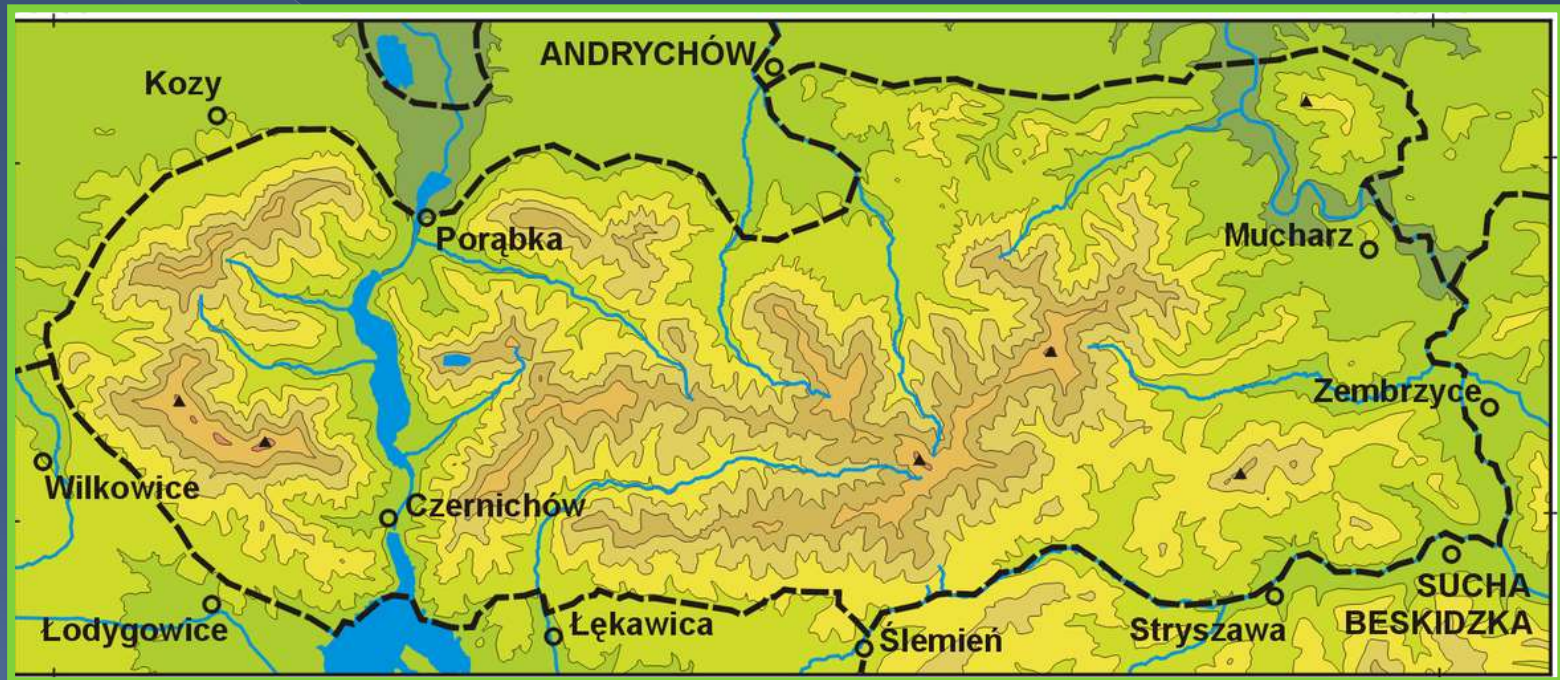 ANDRYCHÓW
Kozy
Porąbka
Mucharz
Zembrzyce
Wilkowice
Czernichów
Łodygowice
Łękawica
Ślemień
Stryszawa
SUCHA
BESKIDZKA